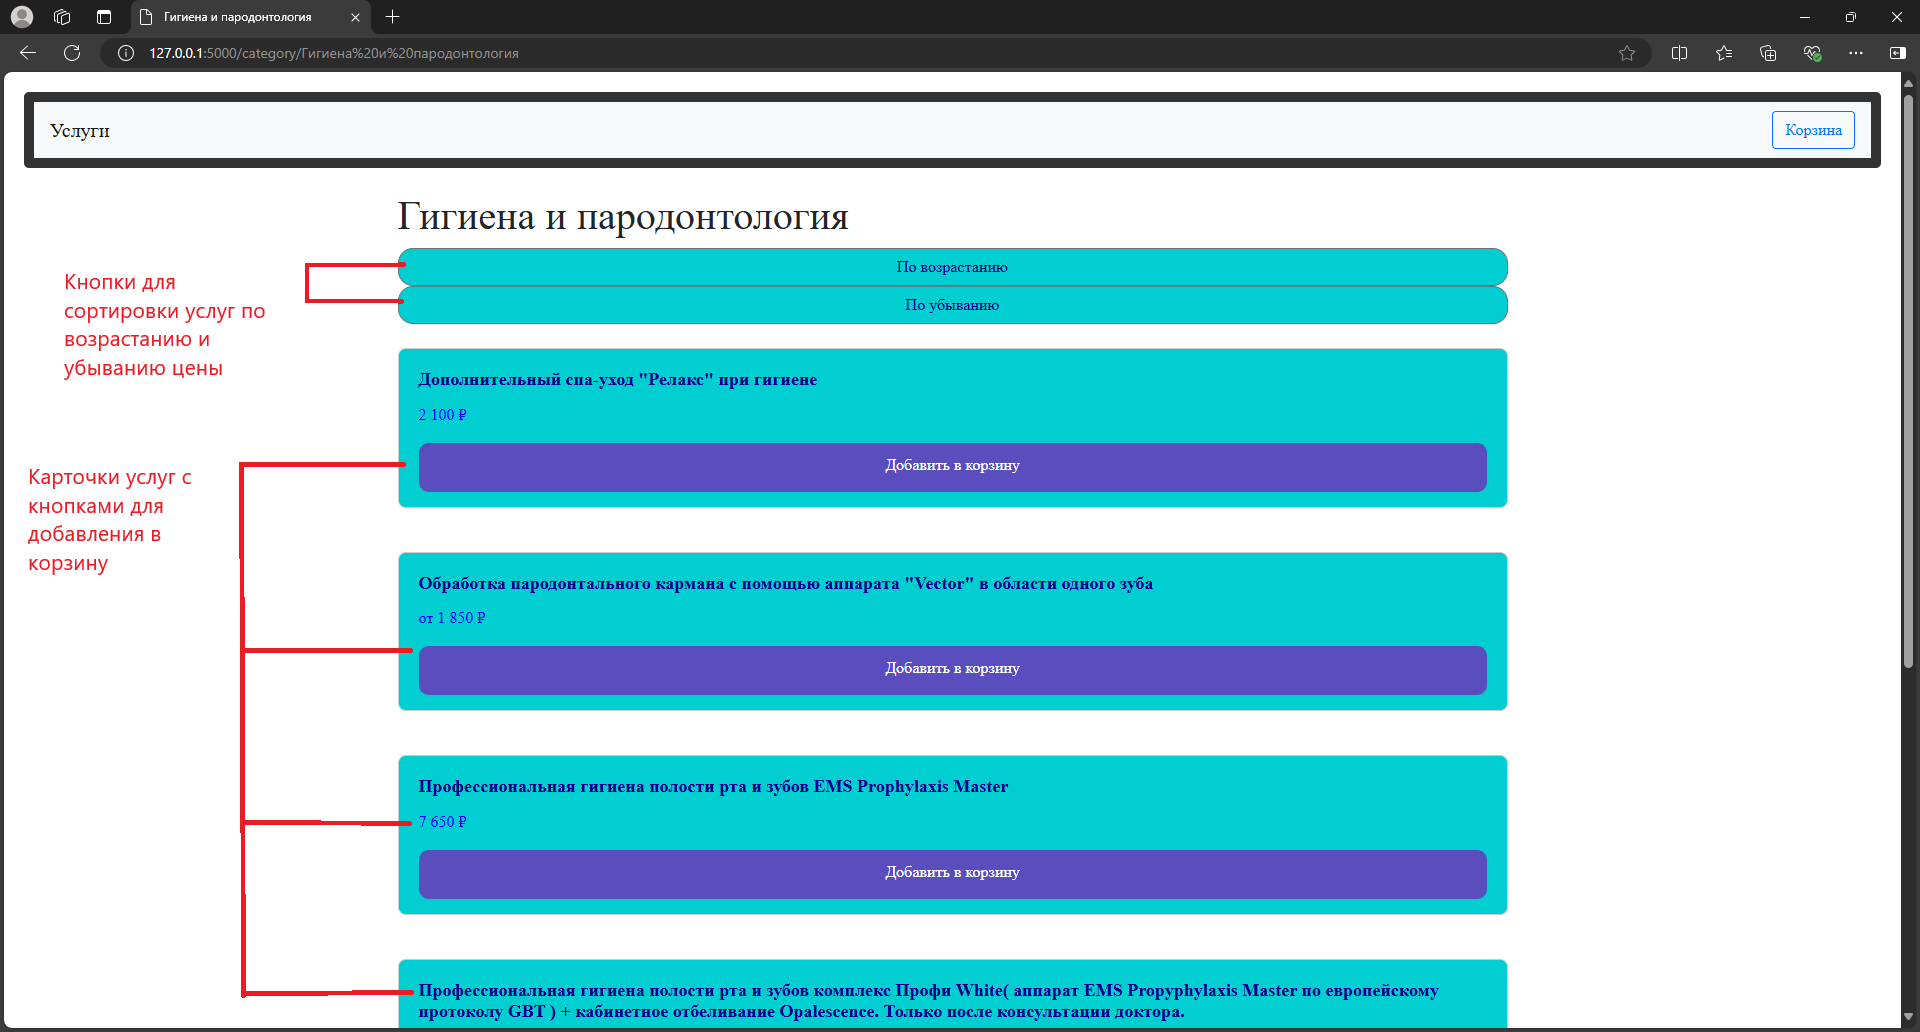 Гигиена и пародонтология
127.0.0.1:5000/category/Гигиена%20и%20пародонтология
Услуги
Корзина
Гигиена и пародонтология
По возрастанию
По убыванию
Кнопки для
сортировки услуг по
возрастанию и
убыванию цены
Дополнительный спа-уход "Релакс" при гигиене
2 100 ₽
Добавить в корзину
Карточки услуг с
кнопками для
добавления в
корзину
Обработка пародонтального кармана с помощью аппарата "Vector" в области одного зуба
от 1 850 ₽
Добавить в корзину
Профессиональная гигиена полости рта и зубов EMS Prophylaxis Master
7 650 ₽
Добавить в корзину
Профессиональная гигиена полости рта и зубов комплекс Профи White( аппарат EMS Propyphylaxis Master по европейскому
протоколу GBT ) + кабинетное отбеливание Opalescence. Только после консультации доктора.